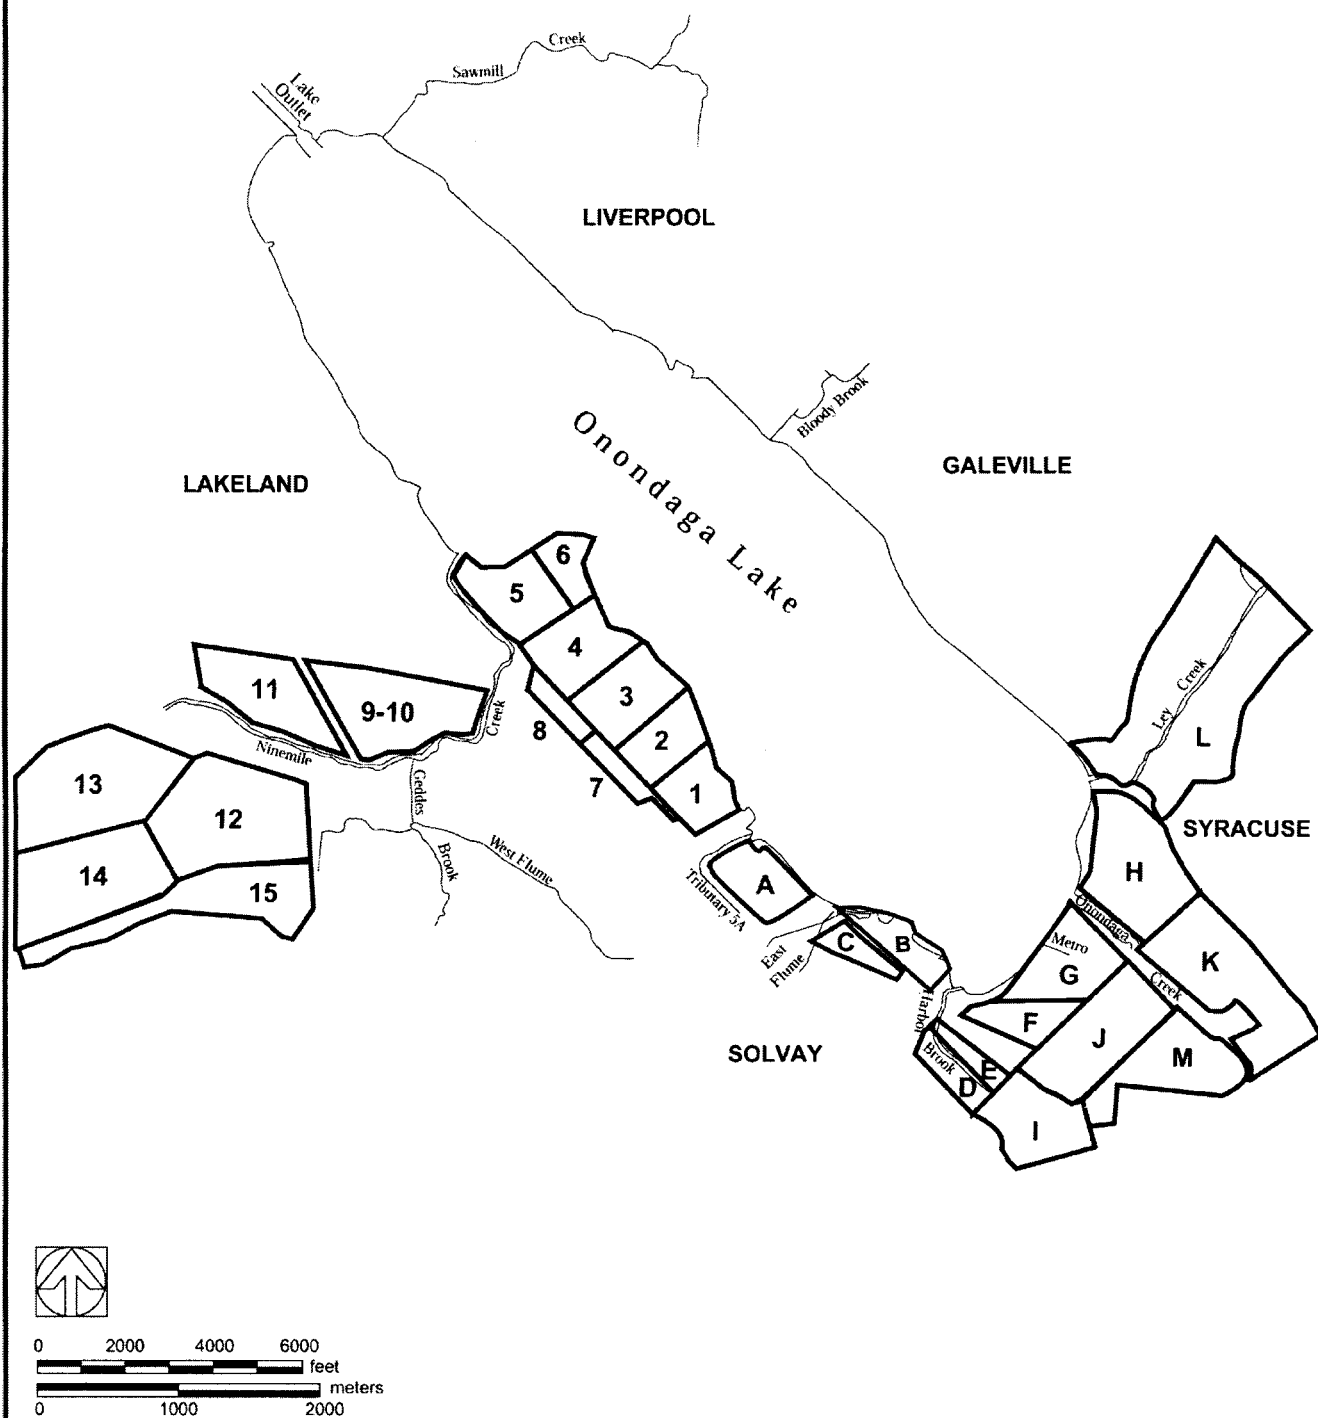 Creek
Sawmill
Lake
Outlet
LIVERPOOL
Bloody Brook
Onondaga Lake
GALEVILLE
LAKELAND
6
5
4
3
2
1
8
7
11
9-10
Creek
Ninemile
Geddes
Brook
West Flume
13
12
14
15
Ley Creek
L
SYRACUSE
A
Tributary 5A
East
Flume
C
B
H
Onondaga
Creek
K
Metro
G
F
J
M
Harbor
Brook
E
D
I
SOLVAY
0 2000 4000 6000
feet
meters
0 1000 2000